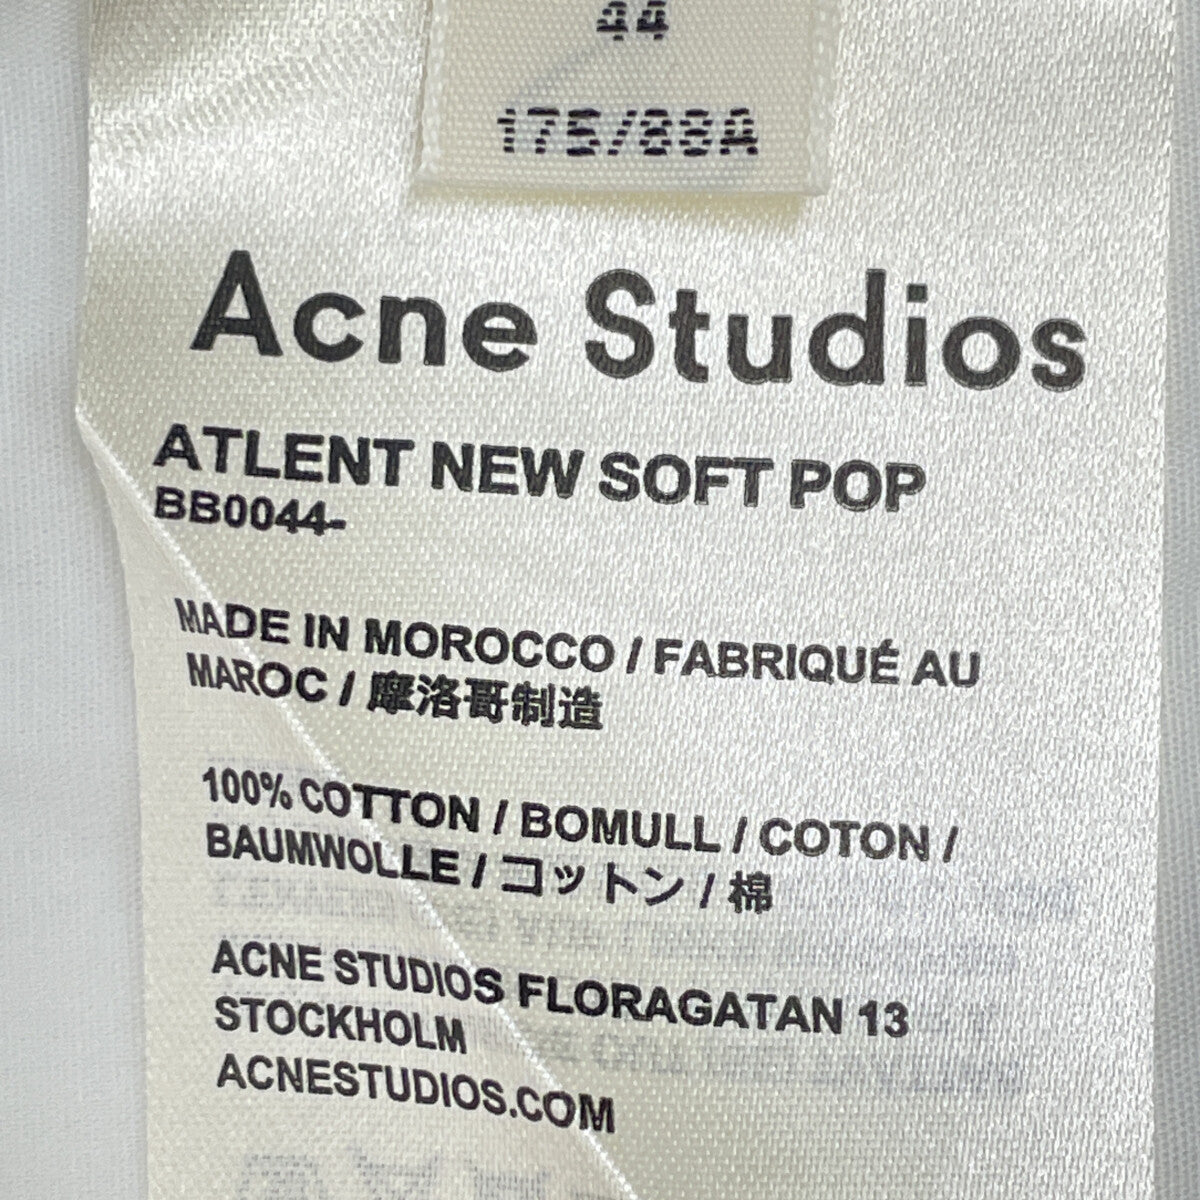 44
175/88A
Acne Studios
ATLENT NEW SOFT POP
BB0044-
MADE IN MOROCCO / FABRIQUÉ AU
MAROC / 摩洛哥制造
100% COTTON / BOMULL / COTON /
BAUMWOLLE / コットン / 棉
ACNE STUDIOS FLORAGATAN 13
STOCKHOLM
ACNESTUDIOS.COM